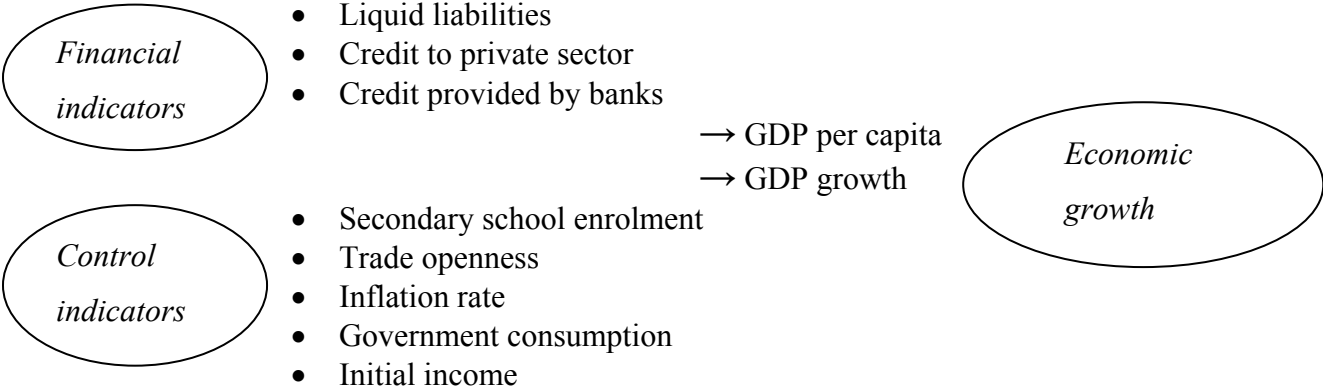 Financial
indicators
• Liquid liabilities
• Credit to private sector
• Credit provided by banks
→ GDP per capita
→ GDP growth
Economic
growth
Control
indicators
• Secondary school enrolment
• Trade openness
• Inflation rate
• Government consumption
• Initial income